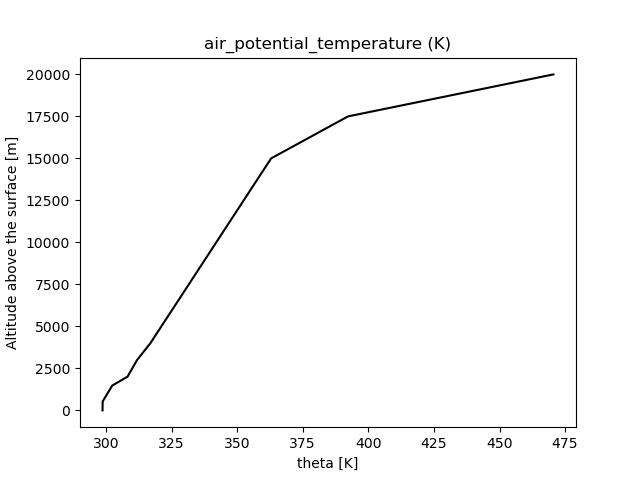 air_potential_temperature (K)
Altitude above the surface [m]
20000
17500
15000
12500
10000
7500
5000
2500
0
300 325 350 375 400 425 450 475
theta [K]